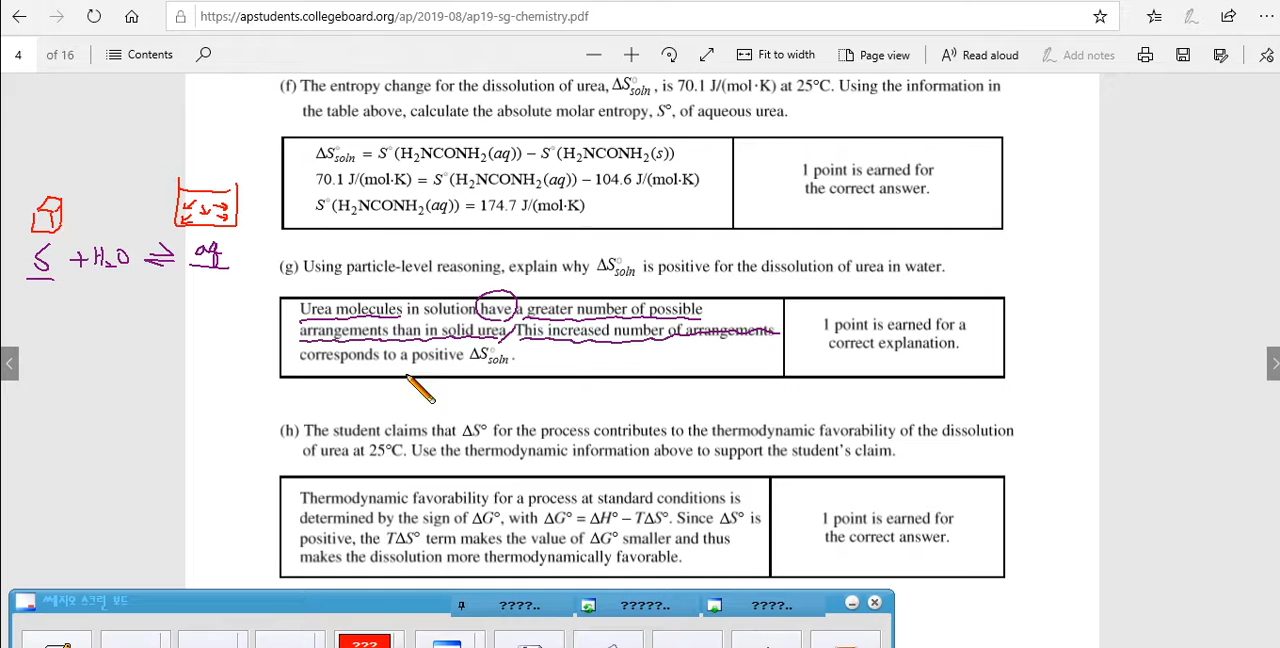 https://apstudents.collegeboard.org/ap/2019-08/ap19-sg-chemistry.pdf
4 of 16 Contents Fit to width Page view Read aloud Add notes
(f) The entropy change for the dissolution of urea, ΔS°soln, is 70.1 J/(mol·K) at 25°C. Using the information in
the table above, calculate the absolute molar entropy, S°, of aqueous urea.
ΔS°soln = S°(H₂NCONH₂(aq)) − S°(H₂NCONH₂(s))
70.1 J/(mol·K) = S°(H₂NCONH₂(aq)) − 104.6 J/(mol·K)
S°(H₂NCONH₂(aq)) = 174.7 J/(mol·K)
1 point is earned for
the correct answer.
S + H₂O ⇌ aq
(g) Using particle-level reasoning, explain why ΔS°soln is positive for the dissolution of urea in water.
Urea molecules in solution have a greater number of possible
arrangements than in solid urea. This increased number of arrangements
corresponds to a positive ΔS°soln.
1 point is earned for a
correct explanation.
(h) The student claims that ΔS° for the process contributes to the thermodynamic favorability of the dissolution
of urea at 25°C. Use the thermodynamic information above to support the student's claim.
Thermodynamic favorability for a process at standard conditions is
determined by the sign of ΔG°, with ΔG° = ΔH° − TΔS°. Since ΔS° is
positive, the TΔS° term makes the value of ΔG° smaller and thus
makes the dissolution more thermodynamically favorable.
1 point is earned for
the correct answer.
쎄지오 스크린 보드
????.. ?????.. ????..
???